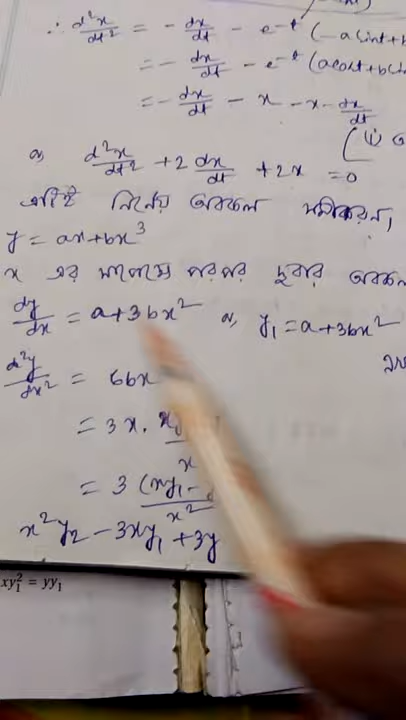 ∴ d²x/dt² = - dx/dt - e⁻ᵗ (-a sint + b
= - dx/dt - e⁻ᵗ (a cost + b
= - dx/dt - x - x - dx/dt
বা, d²x/dt² + 2 dx/dt + 2x = 0
এটাই নির্ণেয় অবকল সমীকরণ,
y = ax + bx³
x এর সাপেক্ষে পরপর দুবার
dy/dx = a + 3bx² বা, y₁ = a + 3bx²
d²y/dx² = 6bx
= 3x.
= 3 (xy₁ -
x²
x²y₂ - 3xy₁ + 3y
xy₁² = yy₁